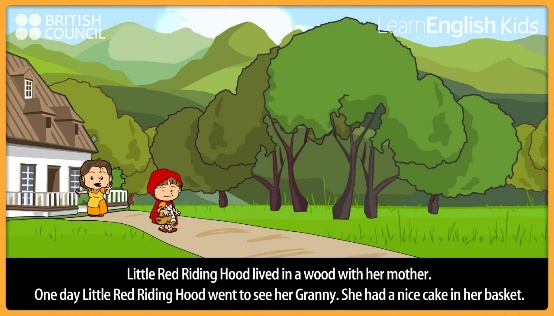 BRITISH
COUNCIL
LearnEnglish Kids
Little Red Riding Hood lived in a wood with her mother.
One day Little Red Riding Hood went to see her Granny. She had a nice cake in her basket.